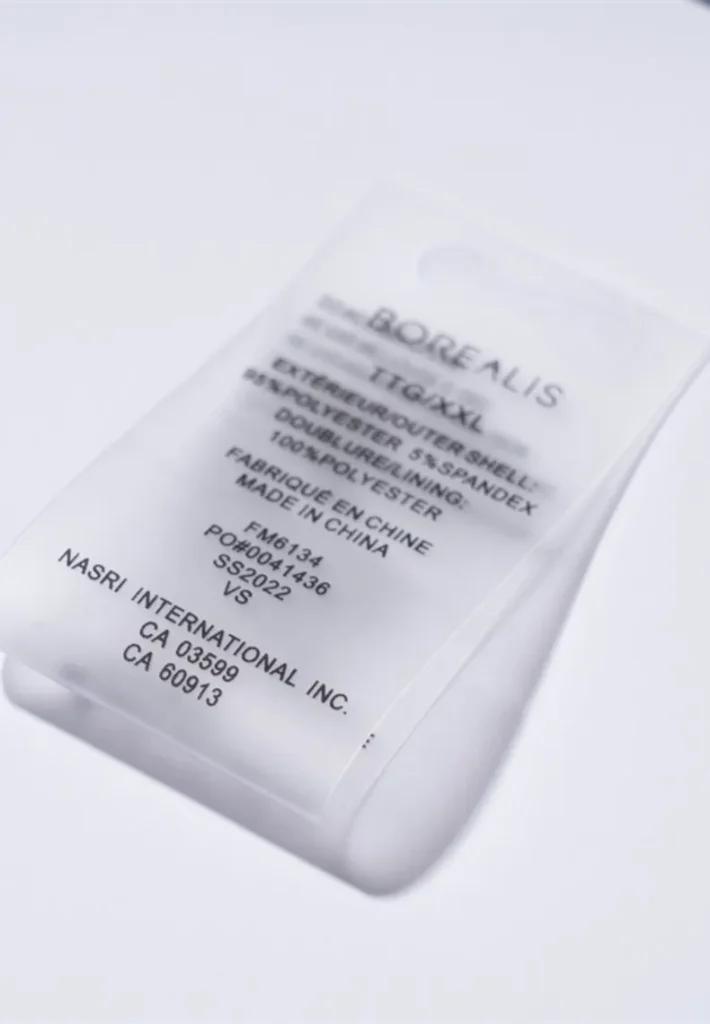 BOREALIS
TTG/XXL
EXTÉRIEUR/OUTER SHELL:
95%POLYESTER 5%SPANDEX
DOUBLURE/LINING:
100%POLYESTER
FABRIQUÉ EN CHINE
MADE IN CHINA
FM6134
PO#0041436
SS2022
VS
NASRI INTERNATIONAL INC.
CA 03599
CA 60913